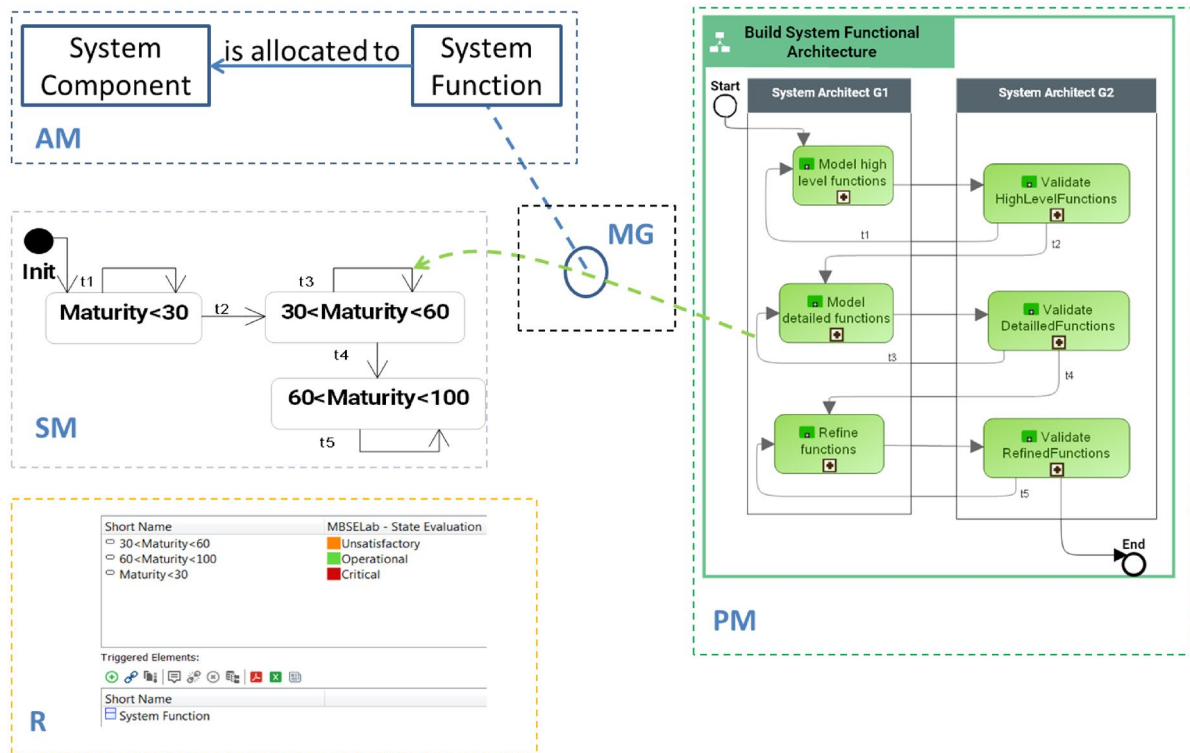 System
Component
is allocated to
System
Function
AM
Init
t1
Maturity<30
t2
t3
30<Maturity<60
t4
60<Maturity<100
t5
SM
MG
Short Name
MBSELab - State Evaluation
30<Maturity<60
Unsatisfactory
60<Maturity<100
Operational
Maturity<30
Critical
Triggered Elements:
Short Name
System Function
R
Build System Functional
Architecture
Start
System Architect G1
System Architect G2
Model high
level functions
Validate
HighLevelFunctions
t1
t2
Model
detailed functions
Validate
DetailledFunctions
t3
t4
Refine
functions
Validate
RefinedFunctions
t5
End
PM